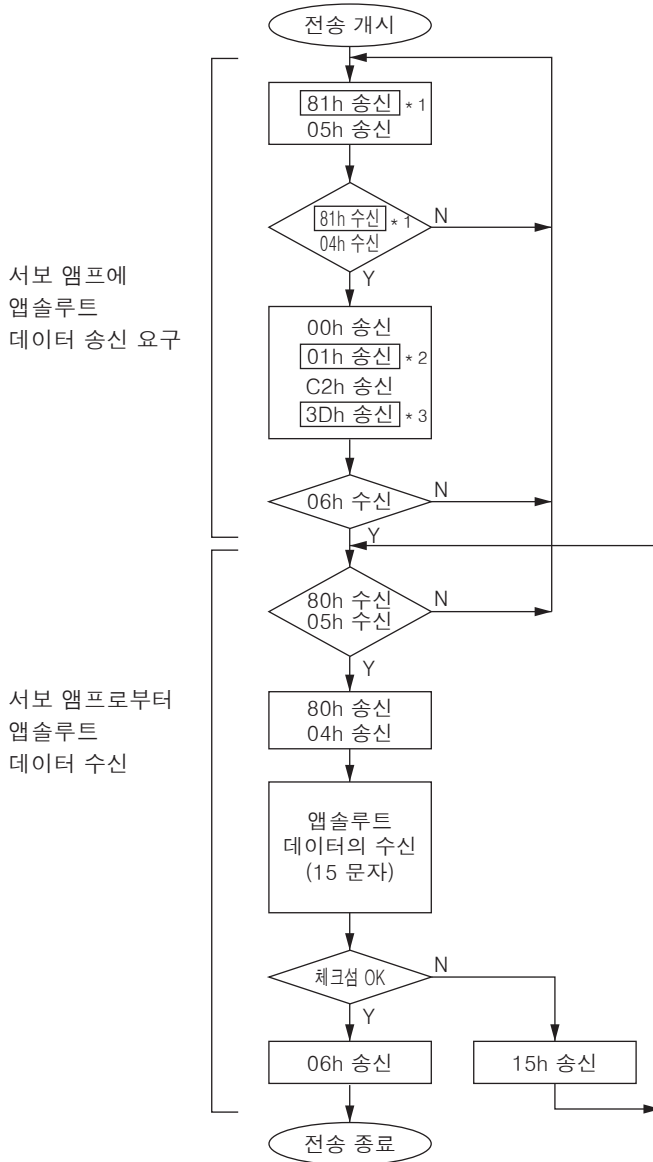 전송 개시
81h 송신 * 1
05h 송신
81h 수신 * 1
04h 수신
N
Y
서보 앰프에
앱솔루트
데이터 송신 요구
00h 송신
01h 송신 * 2
C2h 송신
3Dh 송신 * 3
06h 수신
N
Y
80h 수신
05h 수신
N
Y
서보 앰프로부터
앱솔루트
데이터 수신
80h 송신
04h 송신
앱솔루트
데이터의 수신
(15 문자)
체크섬 OK
N
Y
06h 송신
15h 송신
전송 종료